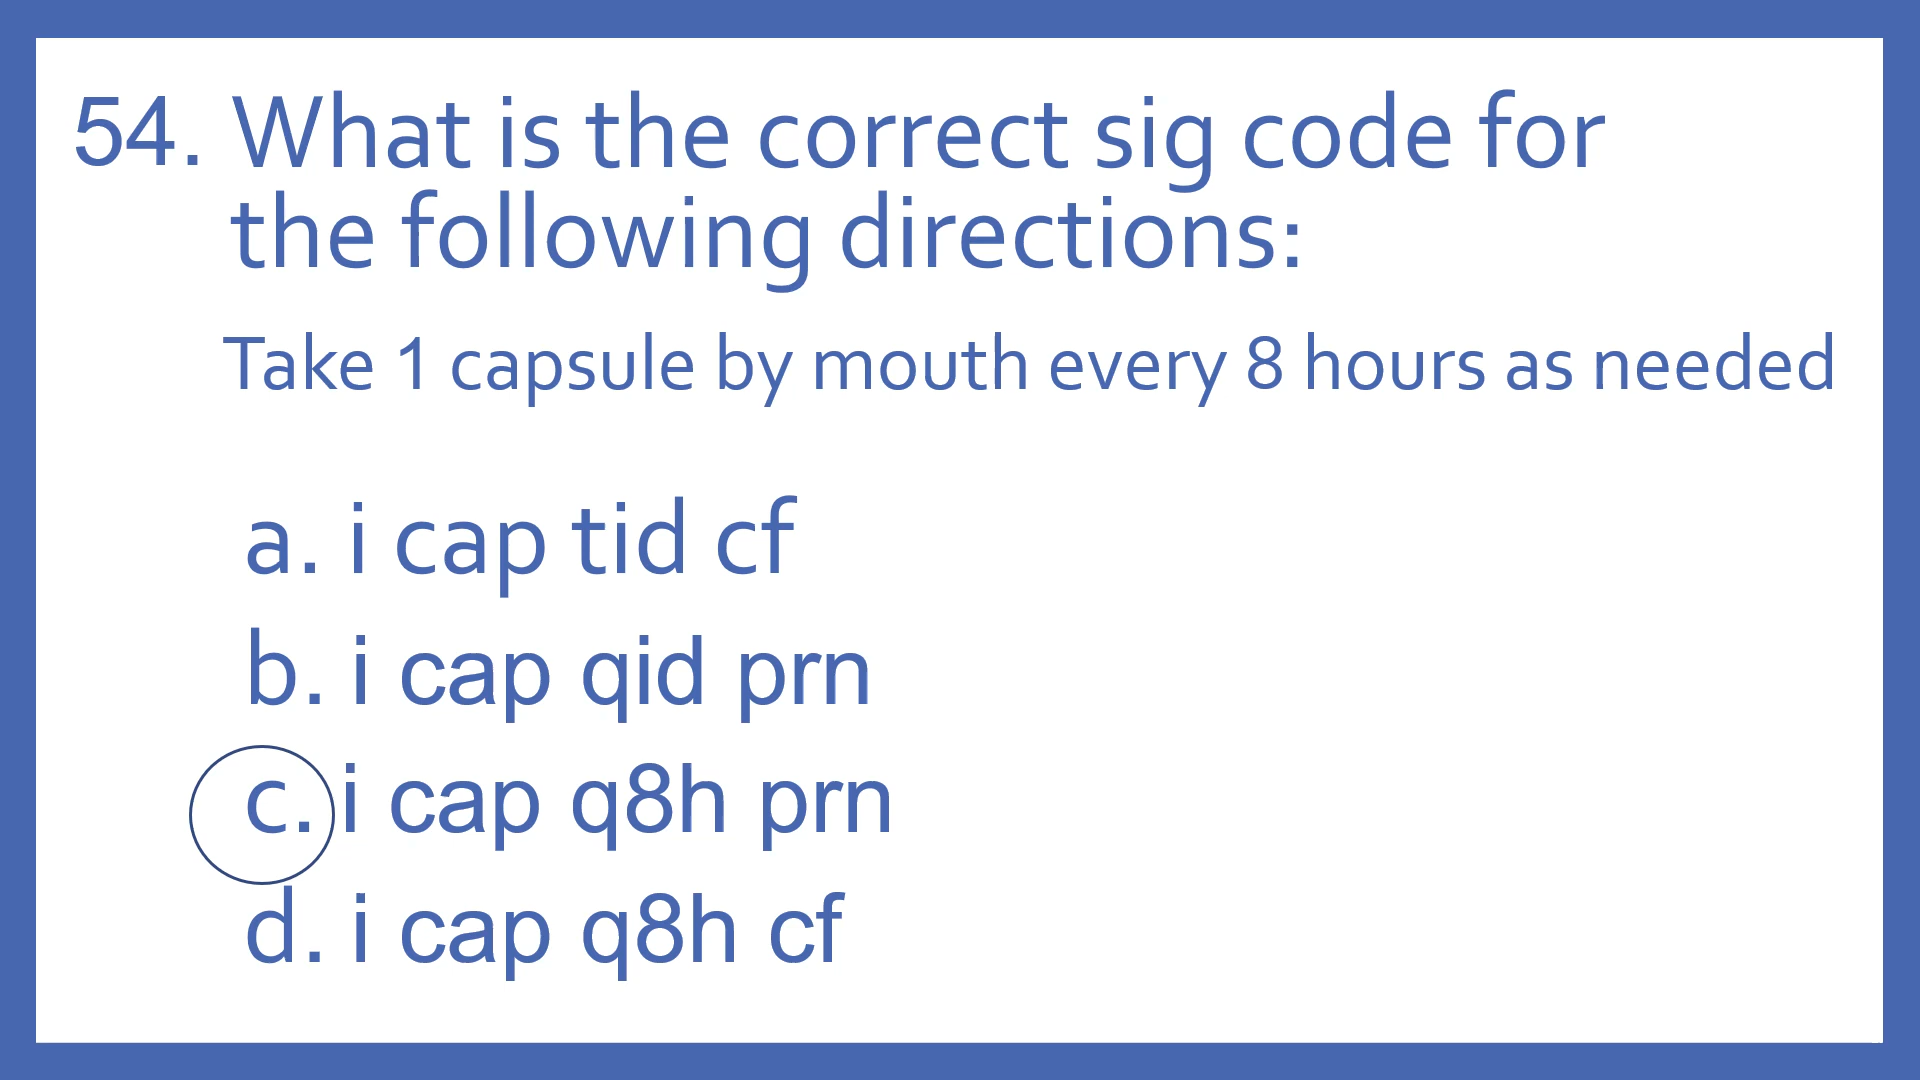 54. What is the correct sig code for
the following directions:
Take 1 capsule by mouth every 8 hours as needed
a. i cap tid cf
b. i cap qid prn
c. i cap q8h prn
d. i cap q8h cf